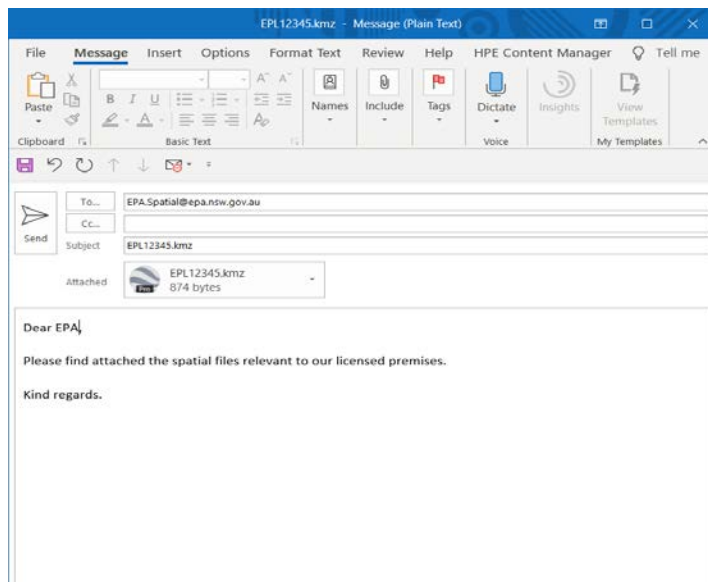 EPL12345.kmz - Message (Plain Text)
File Message Insert Options Format Text Review Help HPE Content Manager Tell me
Paste
B I U
A A
Names
Include
Tags
Dictate
Insights
View Templates
Clipboard Basic Text Voice My Templates
Send
To... EPA.Spatial@epa.nsw.gov.au
Cc...
Subject EPL12345.kmz
Attached
Pro
EPL12345.kmz
874 bytes
Dear EPA,
Please find attached the spatial files relevant to our licensed premises.
Kind regards.